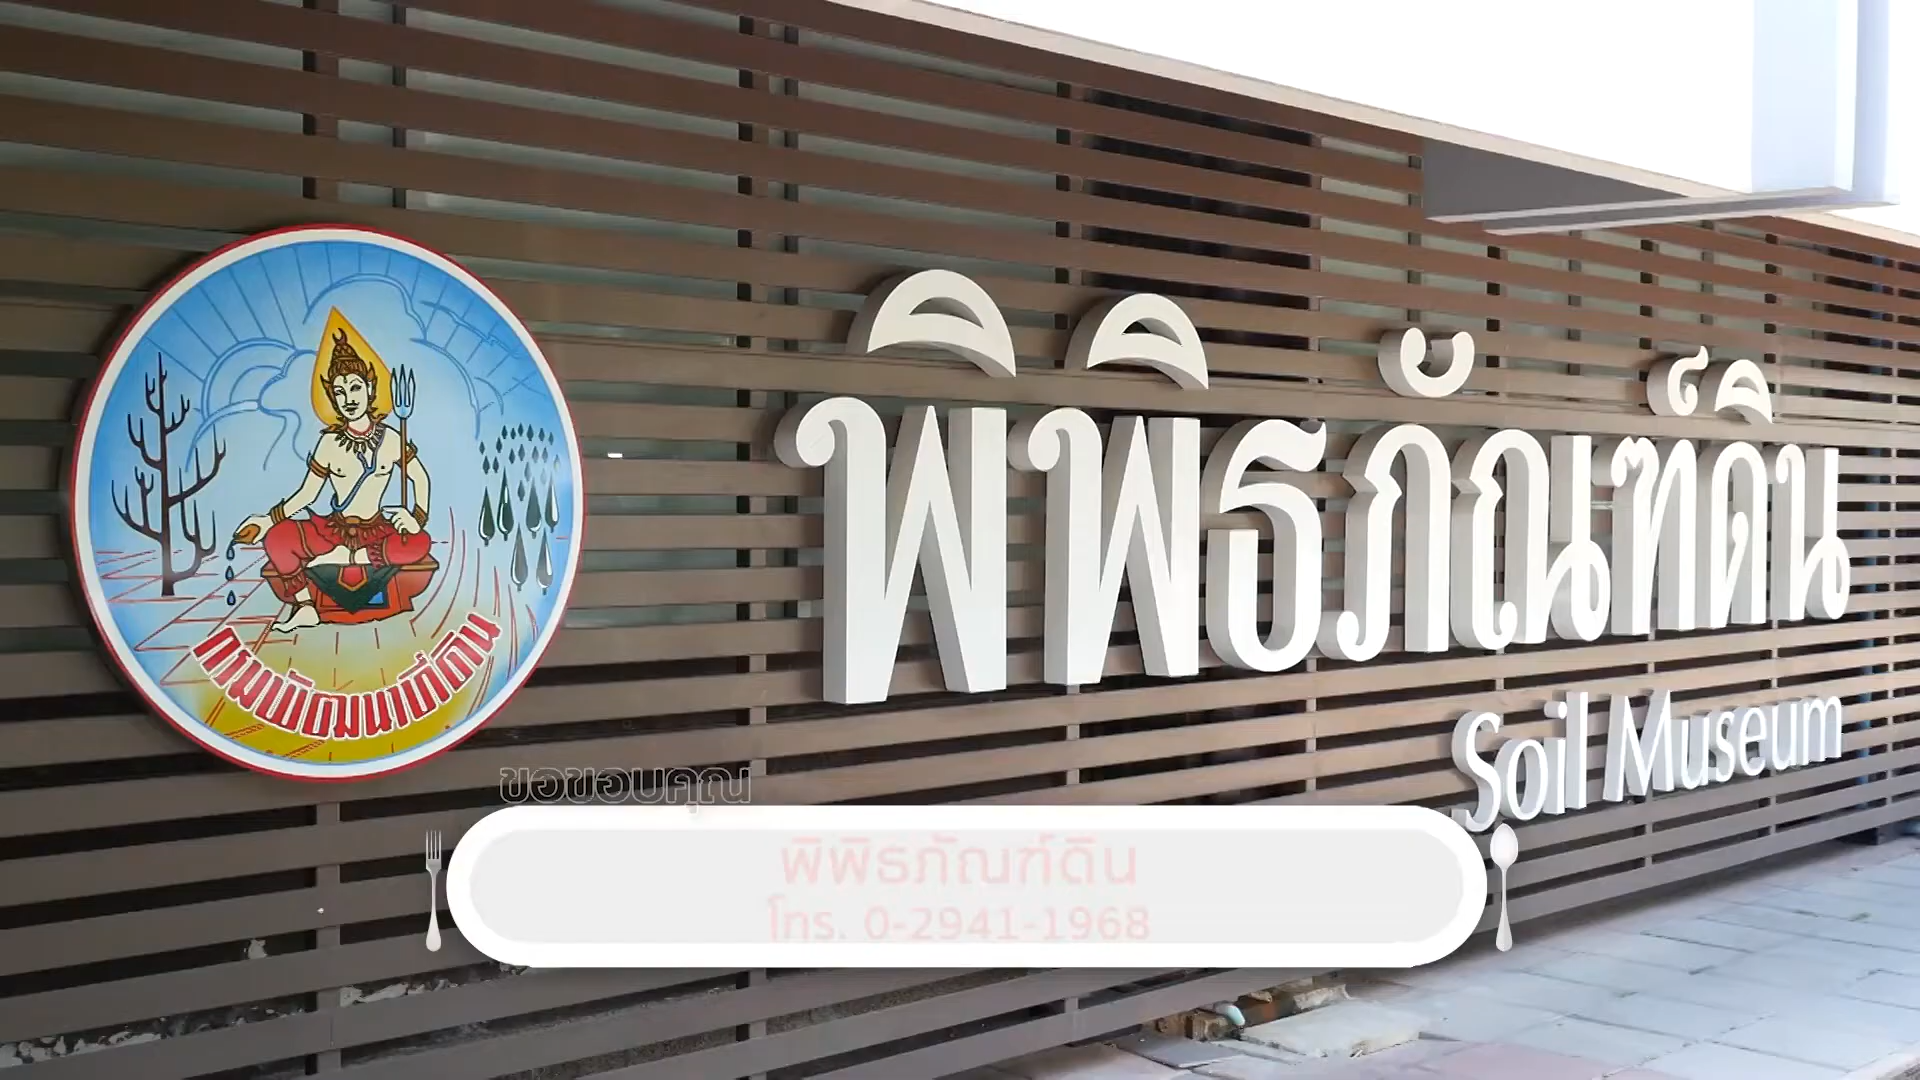 พิพิธภัณฑ์ดิน
Soil Museum
กรมพัฒนาที่ดิน
ขอขอบคุณ
พิพิธภัณฑ์ดิน
โทร. 0-2941-1968